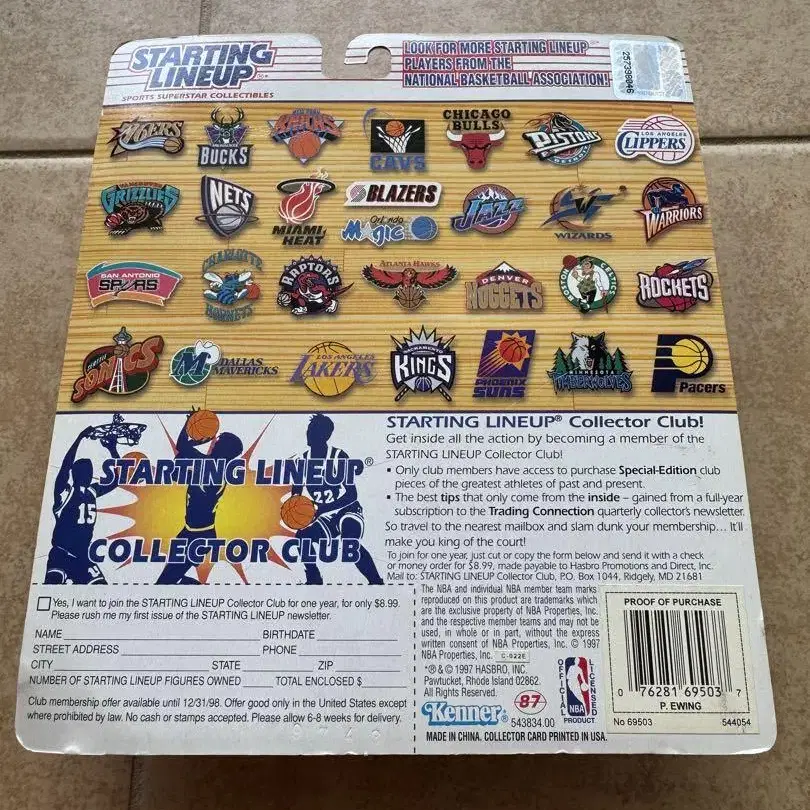 STARTING
LINEUP
SPORTS SUPERSTAR COLLECTIBLES
LOOK FOR MORE STARTING LINEUP
PLAYERS FROM THE
NATIONAL BASKETBALL ASSOCIATION!
257398046
76ERS
BUCKS
KNICKS
CAVS
CHICAGO
BULLS
PISTONS
DETROIT
LOS ANGELES
CLIPPERS
VANCOUVER
GRIZZLIES
NETS
MIAMI
HEAT
BLAZERS
Orlando
Magic
JAZZ
WIZARDS
WARRIORS
SAN ANTONIO
SPURS
CHARLOTTE
HORNETS
RAPTORS
ATLANTA HAWKS
DENVER
NUGGETS
BOSTON
CELTICS
ROCKETS
SEATTLE
SONICS
M
DALLAS
MAVERICKS
LOS ANGELES
LAKERS
SACRAMENTO
KINGS
PHOENIX
SUNS
MINNESOTA
TIMBERWOLVES
Pacers
STARTING LINEUP®
COLLECTOR CLUB
15
22
STARTING LINEUP® Collector Club!
Get inside all the action by becoming a member of the
STARTING LINEUP Collector Club!
• Only club members have access to purchase Special-Edition club
pieces of the greatest athletes of past and present.
• The best tips that only come from the inside – gained from a full-year
subscription to the Trading Connection quarterly collector's newsletter.
So travel to the nearest mailbox and slam dunk your membership... It'll
make you king of the court!
To join for one year, just cut or copy the form below and send it with a check
or money order for $8.99, made payable to Hasbro Promotions and Direct, Inc.
Mail to: STARTING LINEUP Collector Club, P.O. Box 1044, Ridgely, MD 21681
Yes, I want to join the STARTING LINEUP Collector Club for one year, for only $8.99.
Please rush me my first issue of the STARTING LINEUP newsletter.
NAME BIRTHDATE
STREET ADDRESS PHONE
CITY STATE ZIP
NUMBER OF STARTING LINEUP FIGURES OWNED TOTAL ENCLOSED $
Club membership offer available until 12/31/98. Offer good only in the United States except
where prohibited by law. No cash or stamps accepted. Please allow 6-8 weeks for delivery.
The NBA and individual NBA member team marks
reproduced on this product are trademarks which
are the exclusive property of NBA Properties, Inc.
and the respective member teams and may not be
used, in whole or in part, without the express
written consent of NBA Properties, Inc. © 1997
NBA Properties, Inc. C-022E
*® & © 1997 HASBRO, INC.
Pawtucket, Rhode Island 02862.
All Rights Reserved.
Kenner®
87
543834.00
OFFICIAL
LICENSED
NBA
PRODUCT
MADE IN CHINA. COLLECTOR CARD PRINTED IN USA.
PROOF OF PURCHASE
0 76281 69503 7
P. EWING
No 69503 544054